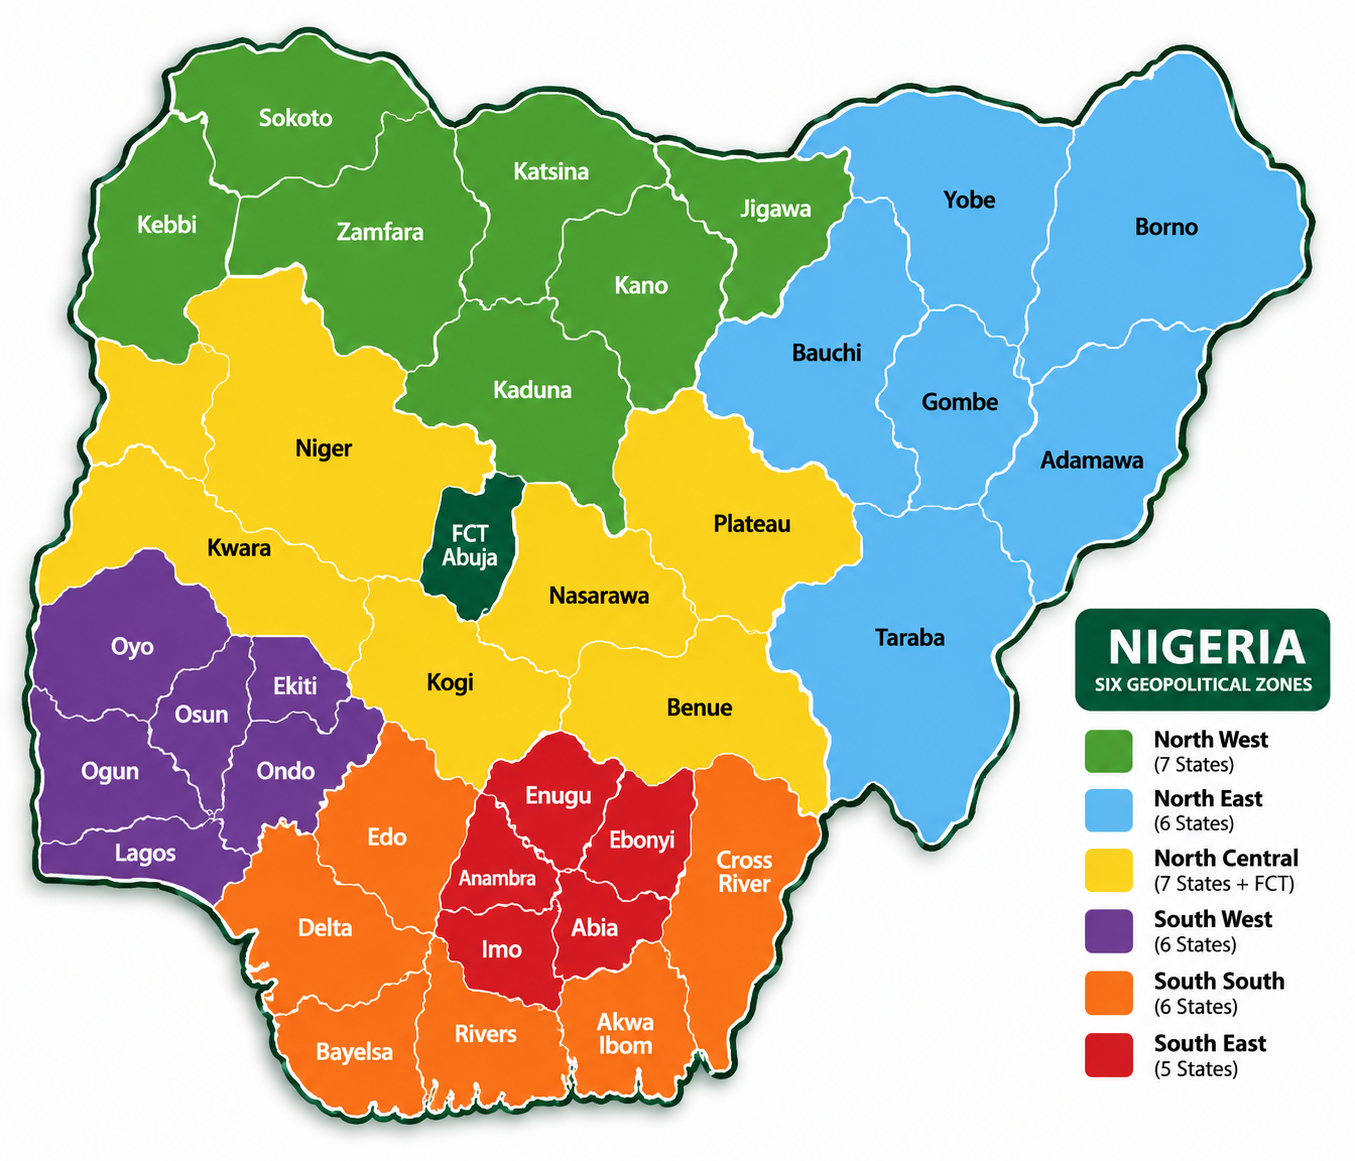 Sokoto
Katsina
Kebbi
Zamfara
Jigawa
Yobe
Borno
Kano
Bauchi
Kaduna
Gombe
Niger
Adamawa
FCT
Abuja
Plateau
Kwara
Nasarawa
Taraba
Oyo
Ekiti
Kogi
Osun
Benue
Ogun
Ondo
Enugu
Edo
Ebonyi
Lagos
Cross
River
Anambra
Delta
Abia
Imo
Rivers
Akwa
Ibom
Bayelsa
NIGERIA
SIX GEOPOLITICAL ZONES
North West
(7 States)
North East
(6 States)
North Central
(7 States + FCT)
South West
(6 States)
South South
(6 States)
South East
(5 States)